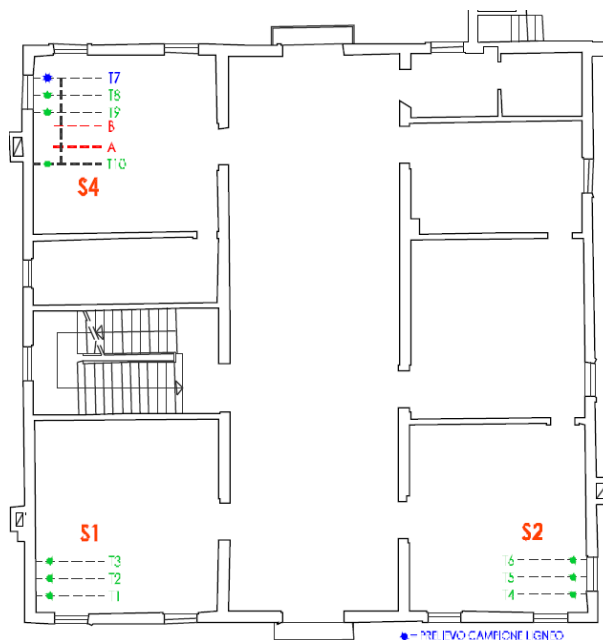 T7
T8
T9
B
A
T10
S4
S1
T3
T2
T1
S2
T6
T5
T4
= PRELIEVO CAMPIONE LIGNEO